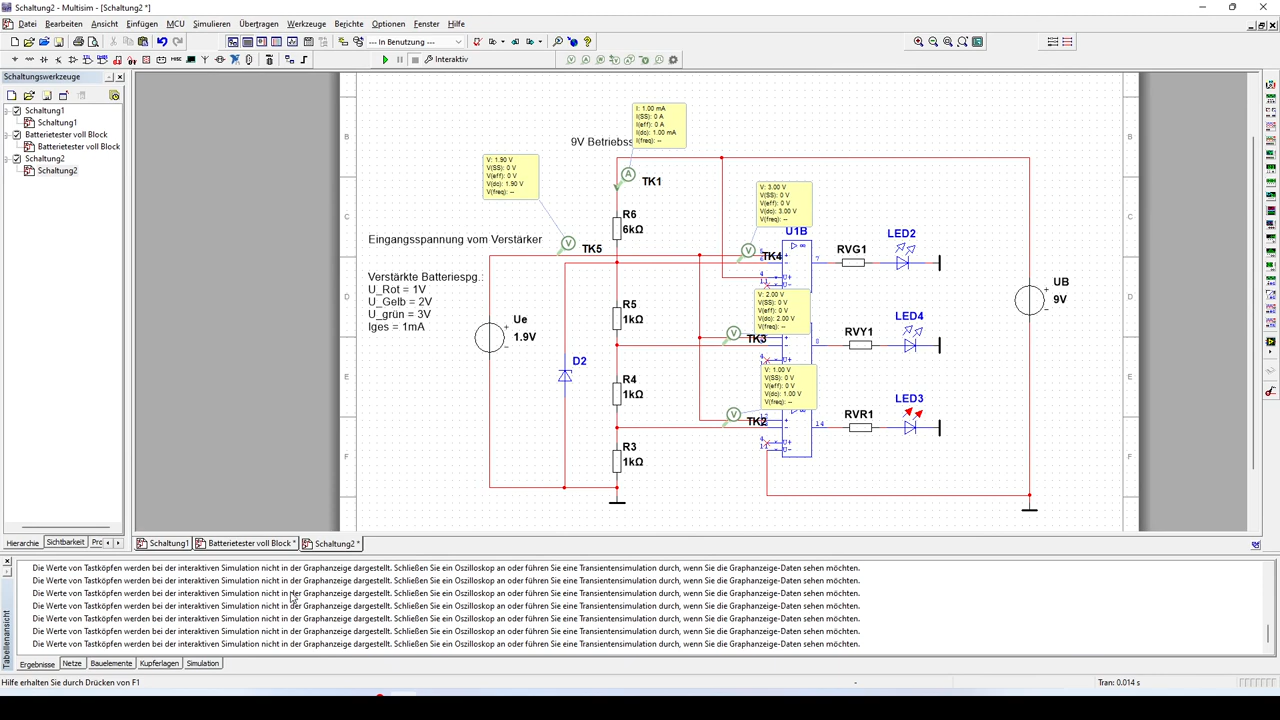 Schaltung2 - Multisim - [Schaltung2 *]
Datei Bearbeiten Ansicht Einfügen MCU Simulieren Übertragen Werkzeuge Berichte Optionen Fenster Hilfe
--- In Benutzung ---
Interaktiv
Schaltungswerkzeuge
Schaltung1
Schaltung1
Batterietester voll Block
Batterietester voll Block
Schaltung2
Schaltung2
Hierarchie Sichtbarkeit Prc
B
C
D
E
F
B
C
D
E
F
9V Betriebss
I: 1.00 mA
I(SS): 0 A
I(eff): 0 A
I(dc): 1.00 mA
I(freq): --
TK1
V: 1.90 V
V(SS): 0 V
V(eff): 0 V
V(dc): 1.90 V
V(freq): --
TK5
V: 3.00 V
V(SS): 0 V
V(eff): 0 V
V(dc): 3.00 V
V(freq): --
TK4
V: 2.00 V
V(SS): 0 V
V(eff): 0 V
V(dc): 2.00 V
V(freq): --
TK3
V: 1.00 V
V(SS): 0 V
V(eff): 0 V
V(dc): 1.00 V
V(freq): --
TK2
Eingangsspannung vom Verstärker
Verstärkte Batteriespg.:
U_Rot = 1V
U_Gelb = 2V
U_grün = 3V
Iges = 1mA
Ue
1.9V
D2
R6
6kΩ
R5
1kΩ
R4
1kΩ
R3
1kΩ
U1B
7
RVG1
LED2
8
RVY1
LED4
14
RVR1
LED3
UB
9V
Schaltung1 Batterietester voll Block * Schaltung2 *
Die Werte von Tastköpfen werden bei der interaktiven Simulation nicht in der Graphanzeige dargestellt. Schließen Sie ein Oszilloskop an oder führen Sie eine Transientensimulation durch, wenn Sie die Graphanzeige-Daten sehen möchten.
Die Werte von Tastköpfen werden bei der interaktiven Simulation nicht in der Graphanzeige dargestellt. Schließen Sie ein Oszilloskop an oder führen Sie eine Transientensimulation durch, wenn Sie die Graphanzeige-Daten sehen möchten.
Die Werte von Tastköpfen werden bei der interaktiven Simulation nicht in der Graphanzeige dargestellt. Schließen Sie ein Oszilloskop an oder führen Sie eine Transientensimulation durch, wenn Sie die Graphanzeige-Daten sehen möchten.
Die Werte von Tastköpfen werden bei der interaktiven Simulation nicht in der Graphanzeige dargestellt. Schließen Sie ein Oszilloskop an oder führen Sie eine Transientensimulation durch, wenn Sie die Graphanzeige-Daten sehen möchten.
Die Werte von Tastköpfen werden bei der interaktiven Simulation nicht in der Graphanzeige dargestellt. Schließen Sie ein Oszilloskop an oder führen Sie eine Transientensimulation durch, wenn Sie die Graphanzeige-Daten sehen möchten.
Die Werte von Tastköpfen werden bei der interaktiven Simulation nicht in der Graphanzeige dargestellt. Schließen Sie ein Oszilloskop an oder führen Sie eine Transientensimulation durch, wenn Sie die Graphanzeige-Daten sehen möchten.
Die Werte von Tastköpfen werden bei der interaktiven Simulation nicht in der Graphanzeige dargestellt. Schließen Sie ein Oszilloskop an oder führen Sie eine Transientensimulation durch, wenn Sie die Graphanzeige-Daten sehen möchten.
Tabellenansicht
Ergebnisse Netze Bauelemente Kupferlagen Simulation
Hilfe erhalten Sie durch Drücken von F1
- Tran: 0.014 s